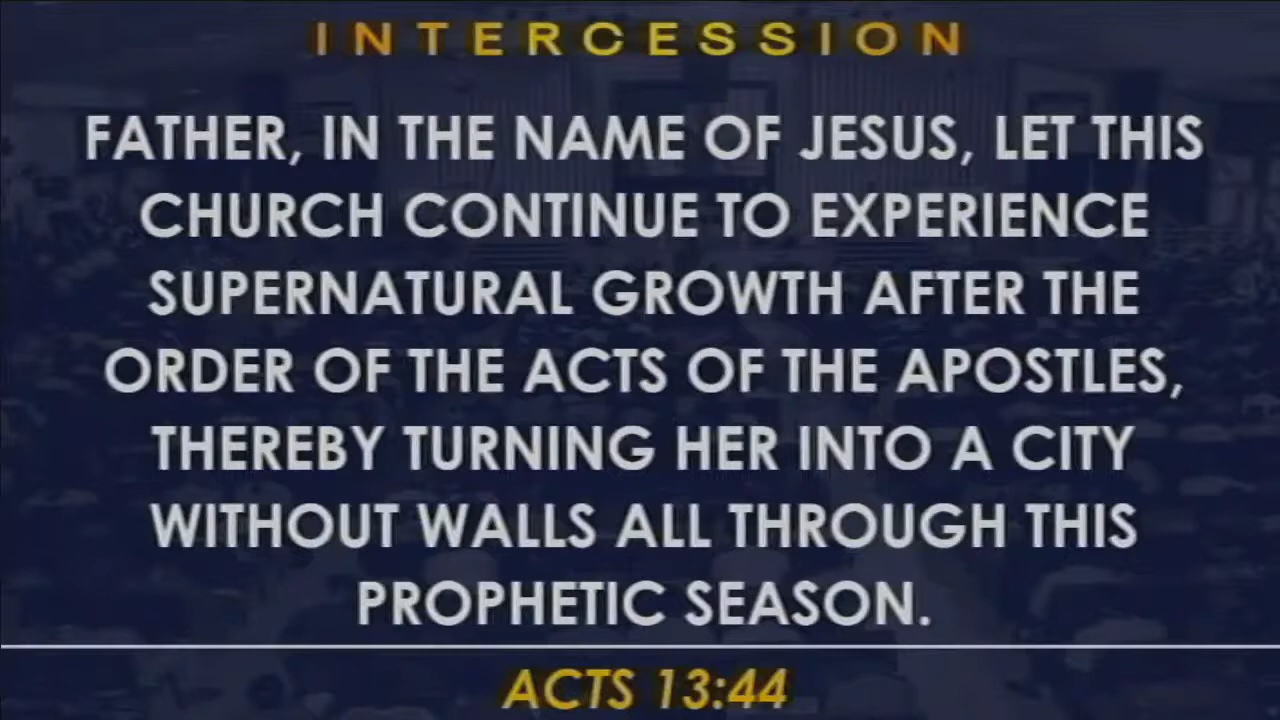 INTERCESSION
FATHER, IN THE NAME OF JESUS, LET THIS
CHURCH CONTINUE TO EXPERIENCE
SUPERNATURAL GROWTH AFTER THE
ORDER OF THE ACTS OF THE APOSTLES,
THEREBY TURNING HER INTO A CITY
WITHOUT WALLS ALL THROUGH THIS
PROPHETIC SEASON.
ACTS 13:44